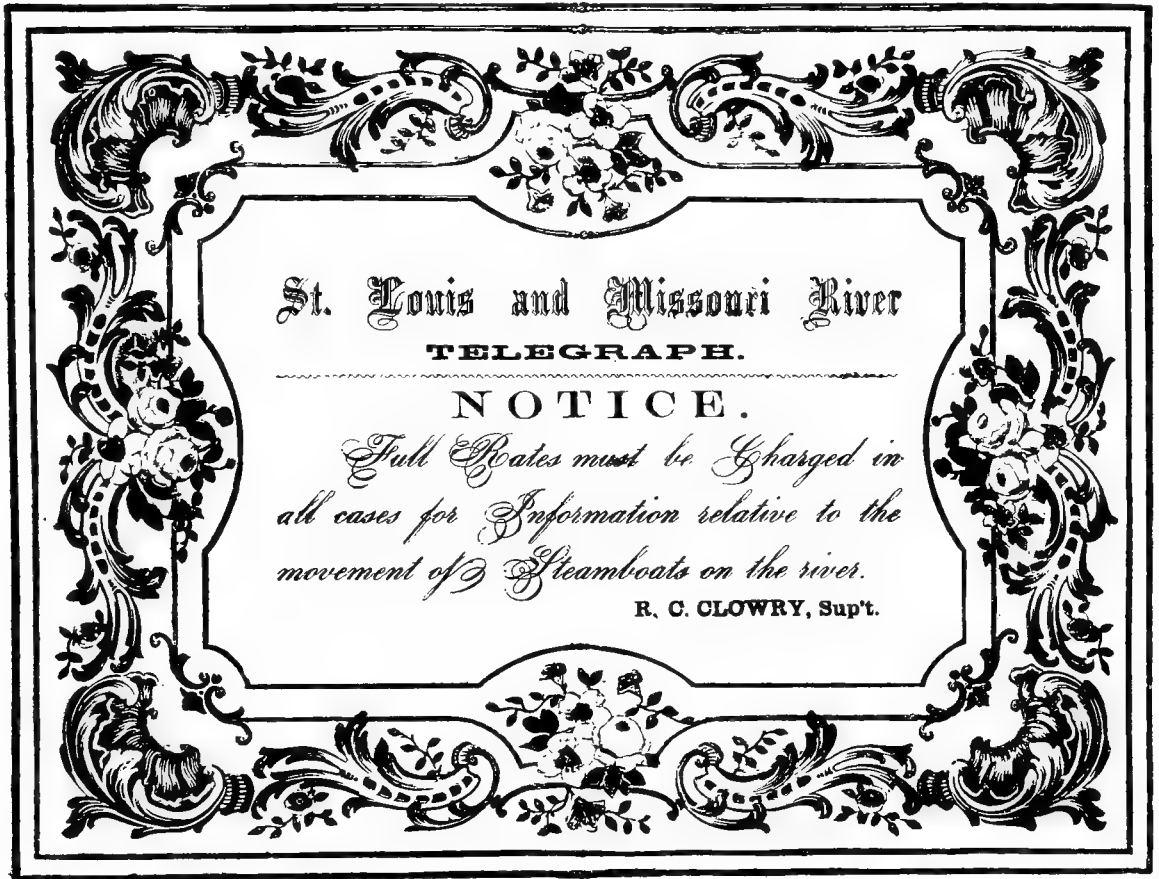 St. Louis and Missouri River
TELEGRAPH.
NOTICE.
Full Rates must be Charged in
all cases for Information relative to the
movement of Steamboats on the river.
R. C. CLOWRY, Sup't.